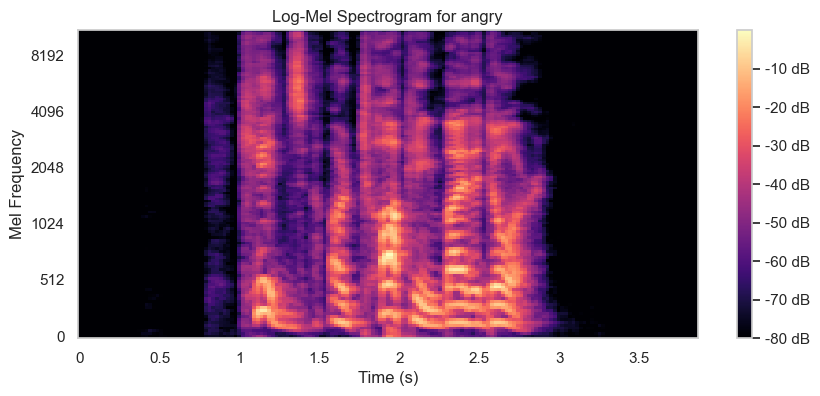 Log-Mel Spectrogram for angry
Mel Frequency
8192
4096
2048
1024
512
0
0 0.5 1 1.5 2 2.5 3 3.5
Time (s)
-10 dB
-20 dB
-30 dB
-40 dB
-50 dB
-60 dB
-70 dB
-80 dB